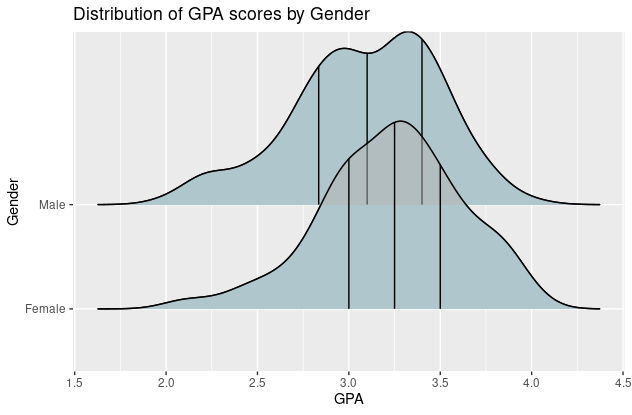 Distribution of GPA scores by Gender
Gender
Male
Female
1.5 2.0 2.5 3.0 3.5 4.0 4.5
GPA